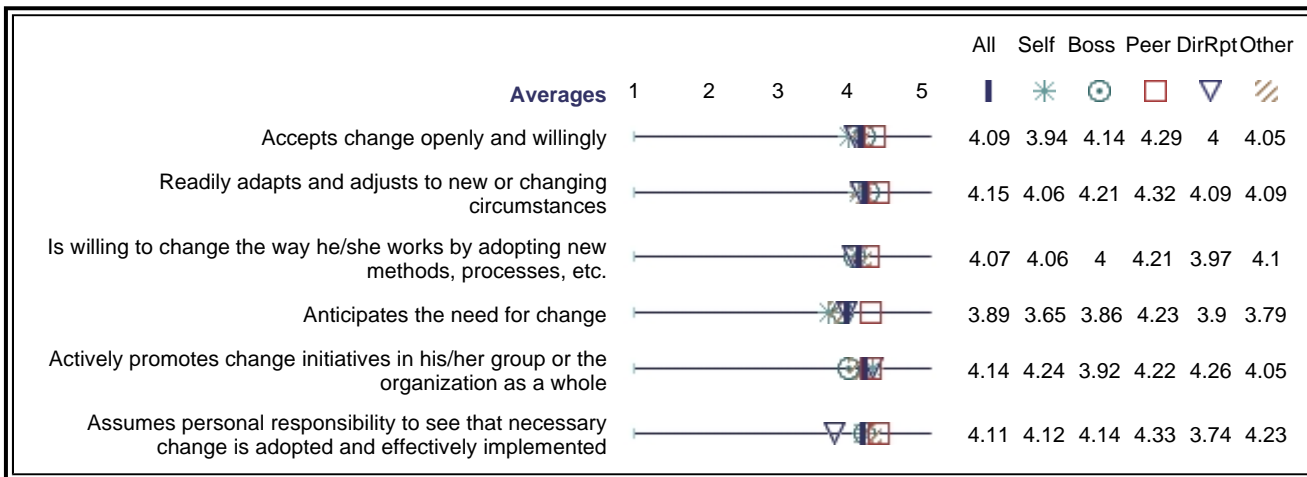 All Self Boss Peer DirRpt Other
Averages 1 2 3 4 5
Accepts change openly and willingly 4.09 3.94 4.14 4.29 4 4.05
Readily adapts and adjusts to new or changing
circumstances 4.15 4.06 4.21 4.32 4.09 4.09
Is willing to change the way he/she works by adopting new
methods, processes, etc. 4.07 4.06 4 4.21 3.97 4.1
Anticipates the need for change 3.89 3.65 3.86 4.23 3.9 3.79
Actively promotes change initiatives in his/her group or the
organization as a whole 4.14 4.24 3.92 4.22 4.26 4.05
Assumes personal responsibility to see that necessary
change is adopted and effectively implemented 4.11 4.12 4.14 4.33 3.74 4.23